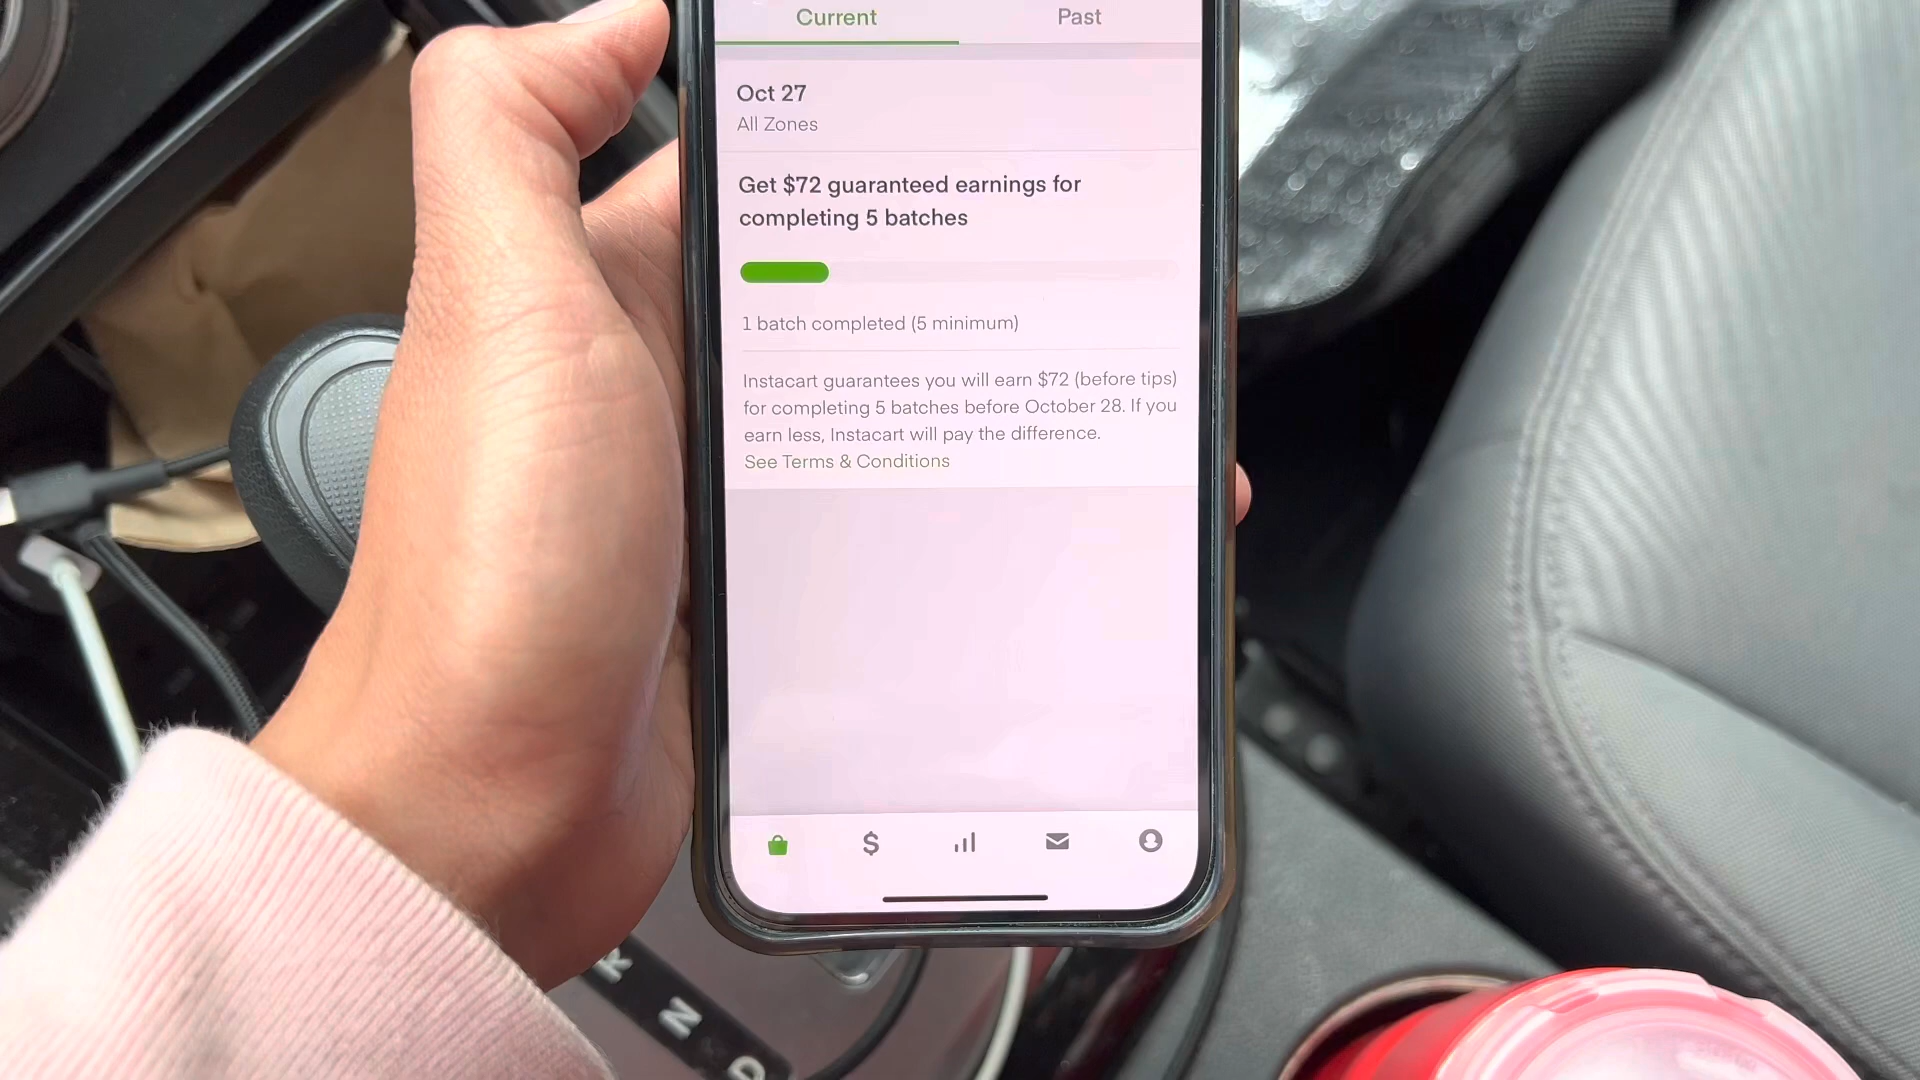 Current Past
Oct 27
All Zones
Get $72 guaranteed earnings for
completing 5 batches
1 batch completed (5 minimum)
Instacart guarantees you will earn $72 (before tips)
for completing 5 batches before October 28. If you
earn less, Instacart will pay the difference.
See Terms & Conditions
$
R
N
D